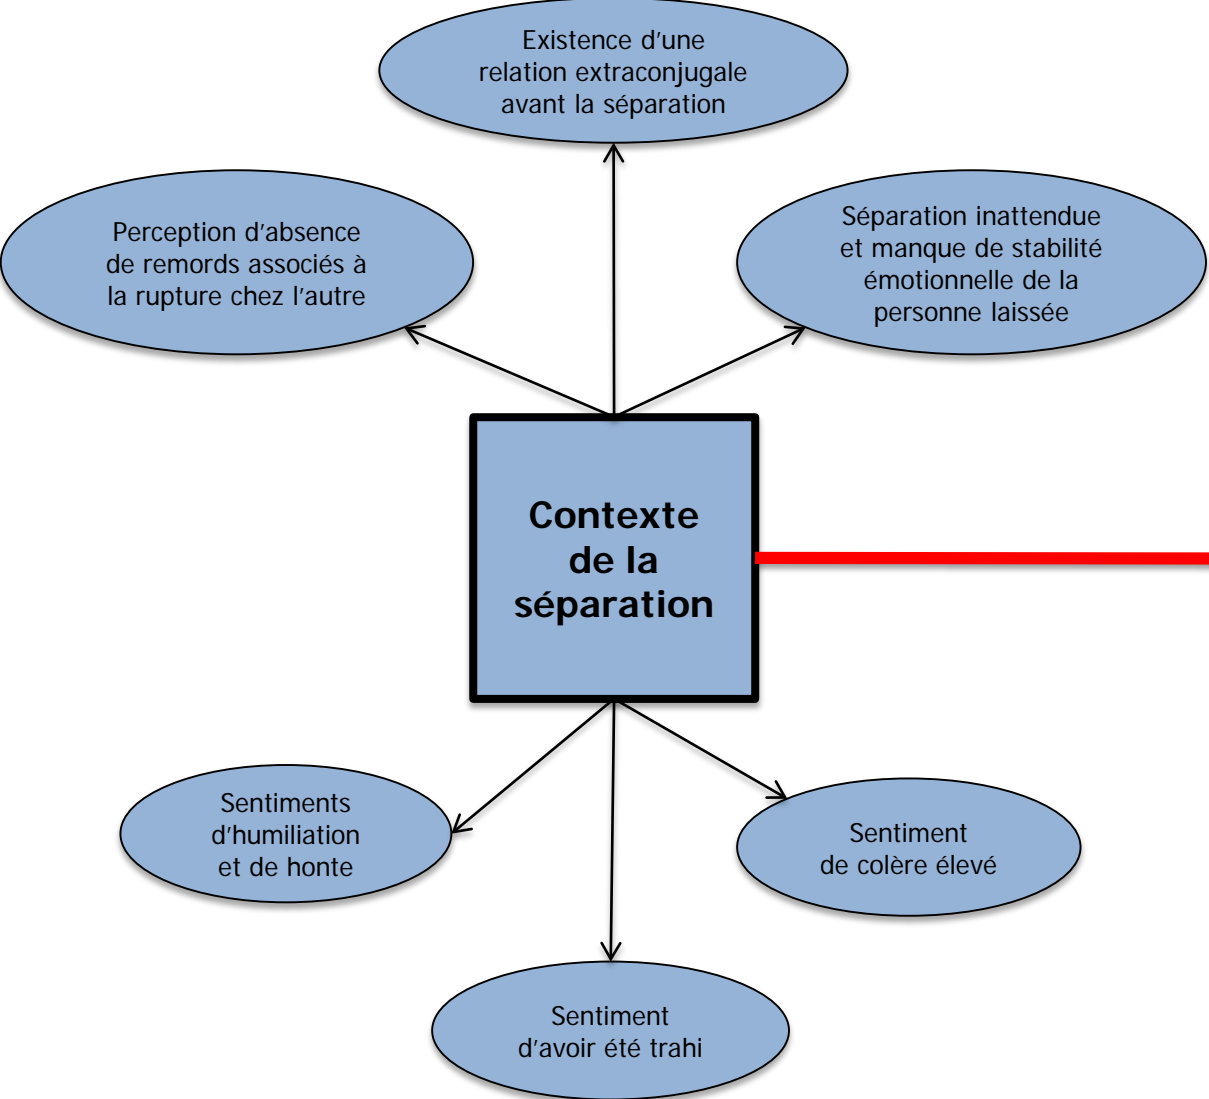 Existence d'une
relation extraconjugale
avant la séparation
Perception d'absence
de remords associés à
la rupture chez l'autre
Séparation inattendue
et manque de stabilité
émotionnelle de la
personne laissée
Contexte
de la
séparation
Sentiments
d'humiliation
et de honte
Sentiment
de colère élevé
Sentiment
d'avoir été trahi